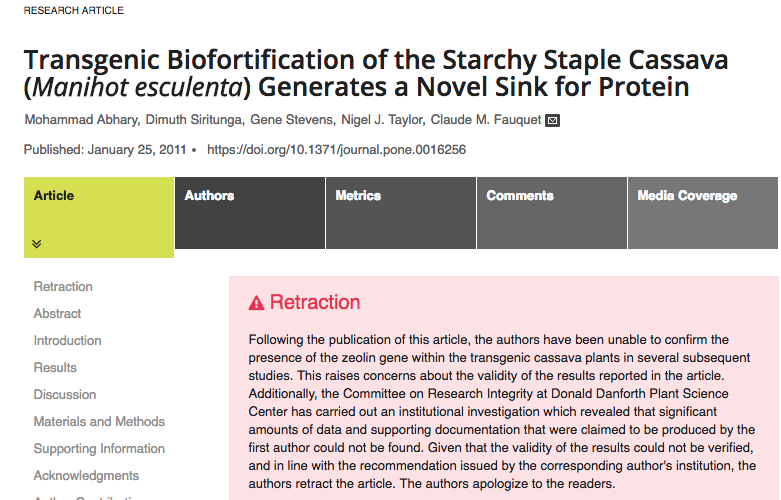 RESEARCH ARTICLE
Transgenic Biofortification of the Starchy Staple Cassava
(Manihot esculenta) Generates a Novel Sink for Protein
Mohammad Abhary, Dimuth Siritunga, Gene Stevens, Nigel J. Taylor, Claude M. Fauquet
Published: January 25, 2011 • https://doi.org/10.1371/journal.pone.0016256
Article
Authors
Metrics
Comments
Media Coverage
Retraction
Abstract
Introduction
Results
Discussion
Materials and Methods
Supporting Information
Acknowledgments
Retraction
Following the publication of this article, the authors have been unable to confirm the
presence of the zeolin gene within the transgenic cassava plants in several subsequent
studies. This raises concerns about the validity of the results reported in the article.
Additionally, the Committee on Research Integrity at Donald Danforth Plant Science
Center has carried out an institutional investigation which revealed that significant
amounts of data and supporting documentation that were claimed to be produced by the
first author could not be found. Given that the validity of the results could not be verified,
and in line with the recommendation issued by the corresponding author's institution, the
authors retract the article. The authors apologize to the readers.